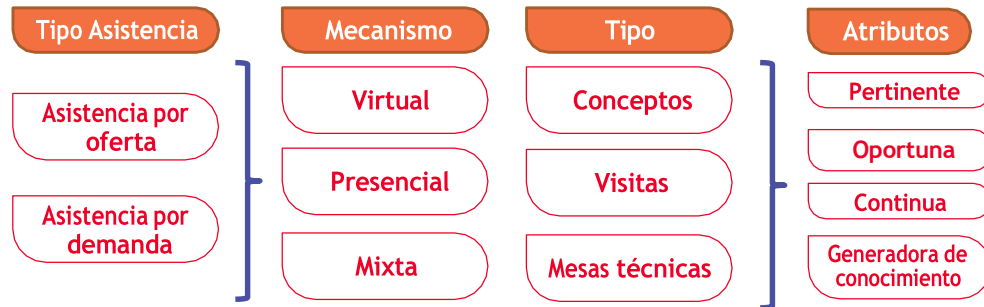 Tipo Asistencia
Asistencia por
oferta
Asistencia por
demanda
Mecanismo
Virtual
Presencial
Mixta
Tipo
Conceptos
Visitas
Mesas técnicas
Atributos
Pertinente
Oportuna
Continua
Generadora de
conocimiento